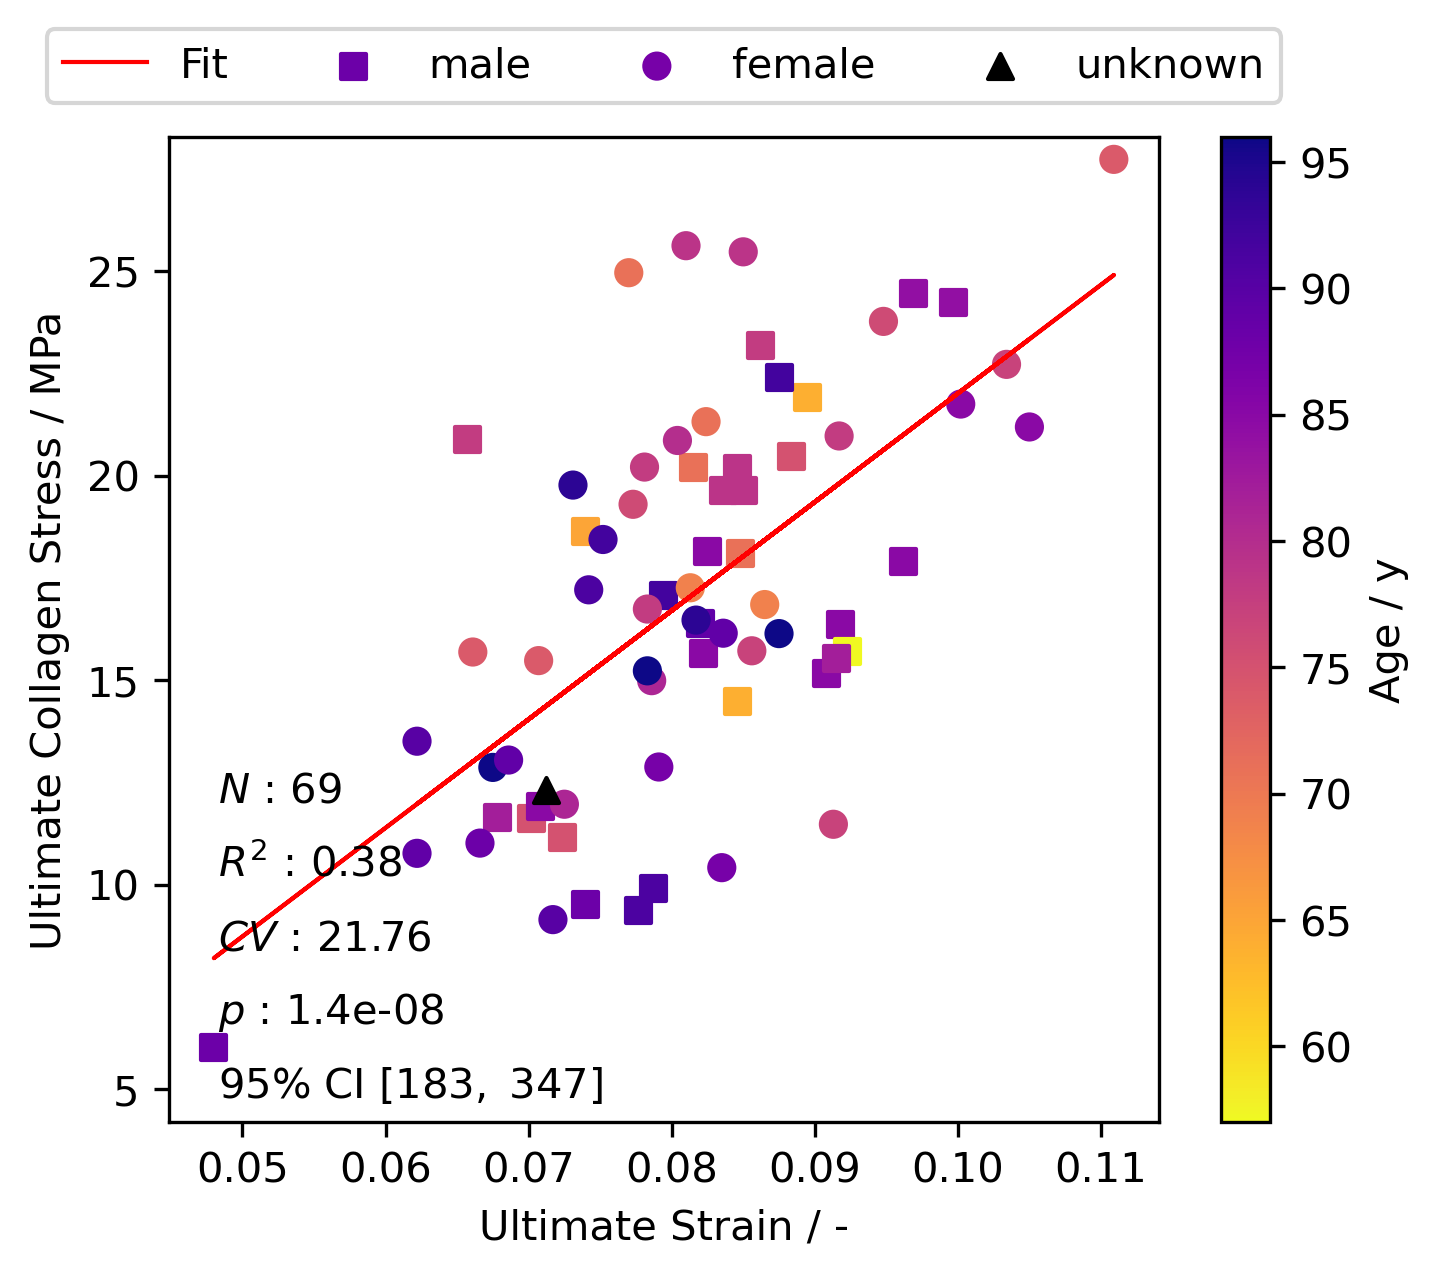 Fit male female unknown
Ultimate Collagen Stress / MPa
25
20
15
10
5
N : 69
R² : 0.38
CV : 21.76
p : 1.4e-08
95% CI [183, 347]
0.05 0.06 0.07 0.08 0.09 0.10 0.11
Ultimate Strain / -
95
90
85
80
75
70
65
60
Age / y